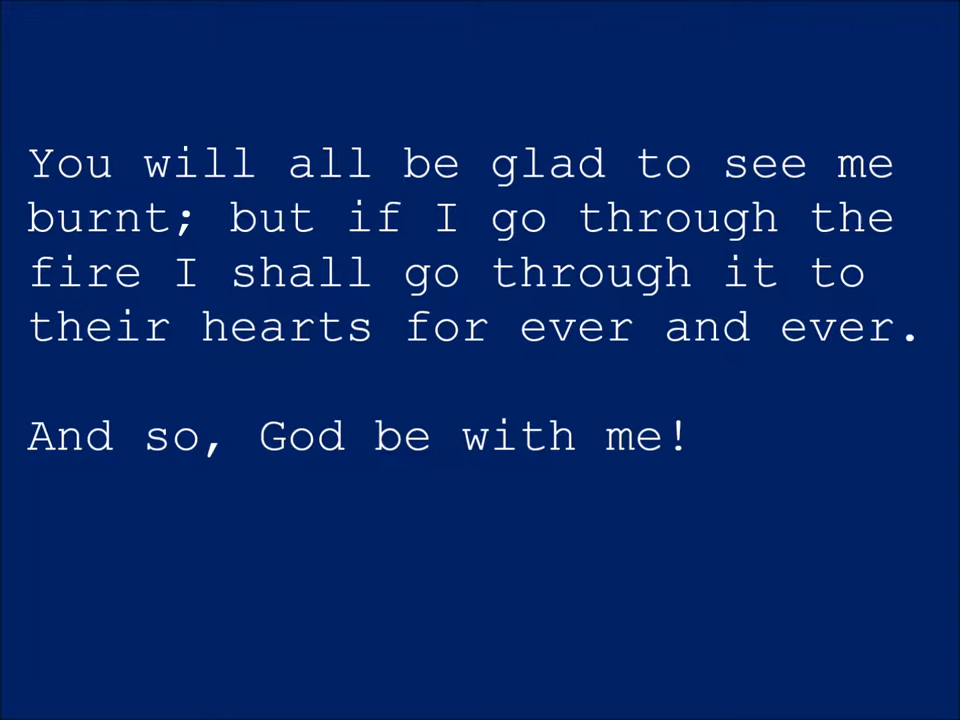 You will all be glad to see me
burnt; but if I go through the
fire I shall go through it to
their hearts for ever and ever.
And so, God be with me!